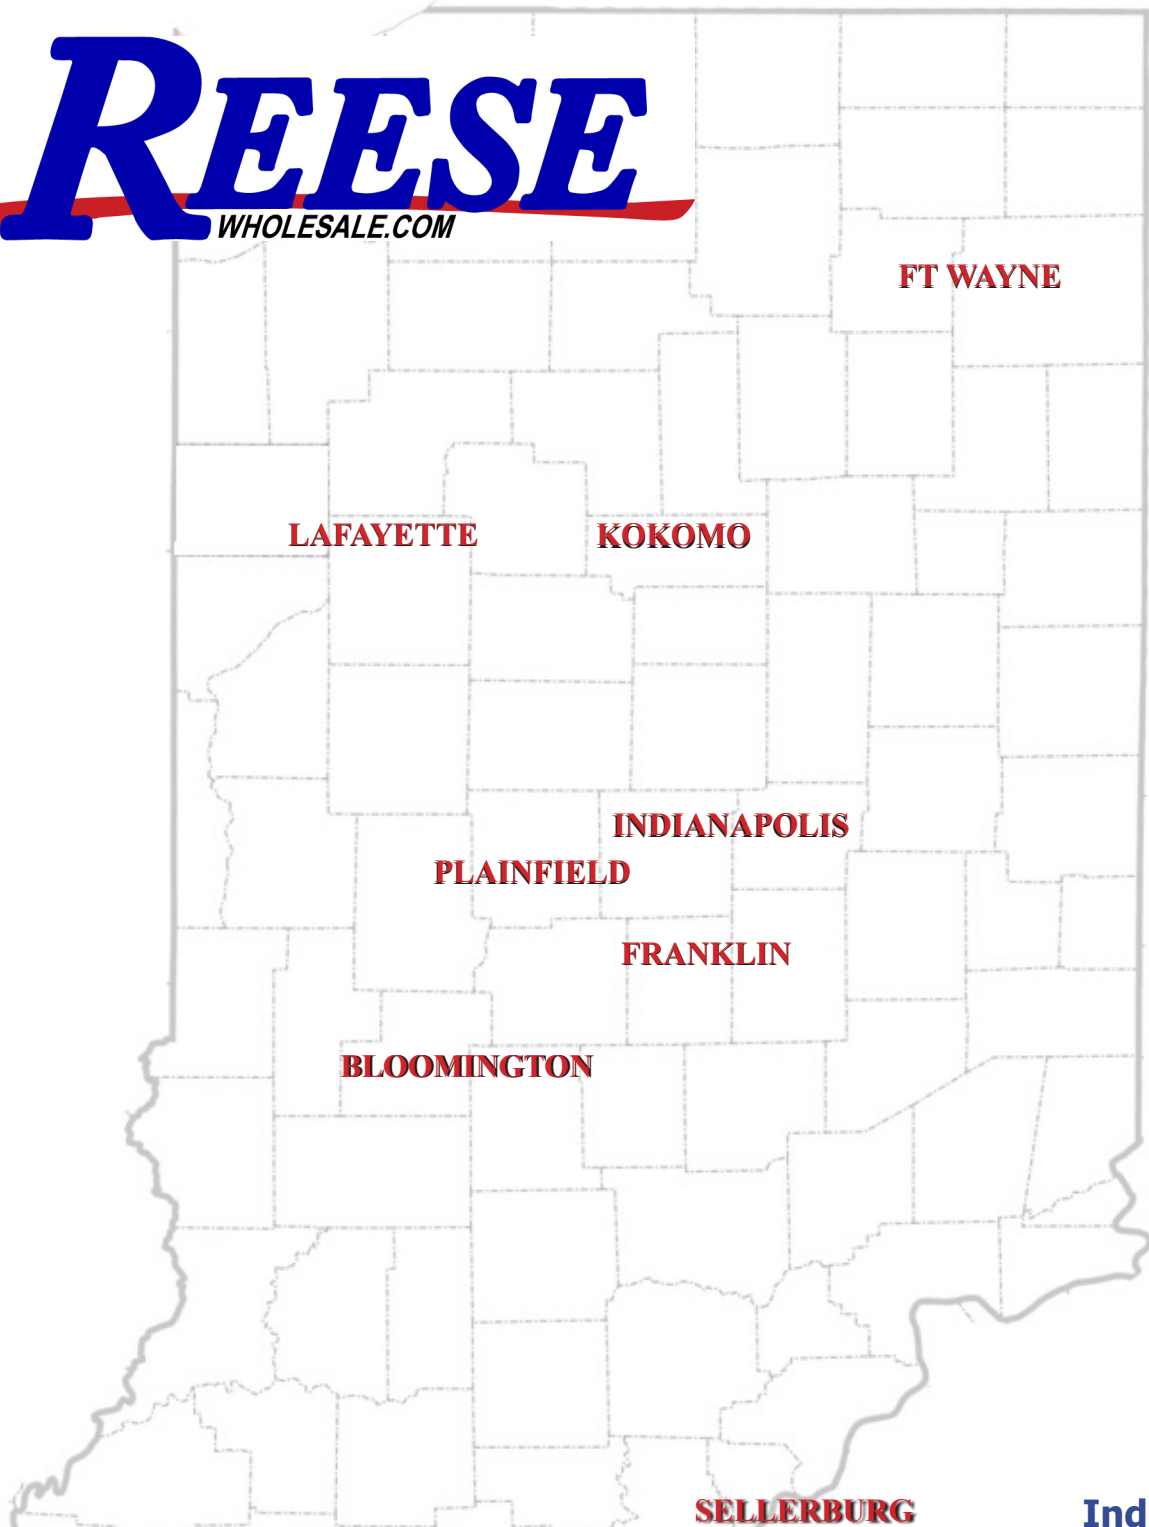 REESE
WHOLESALE.COM
FT WAYNE
LAFAYETTE
KOKOMO
INDIANAPOLIS
PLAINFIELD
FRANKLIN
BLOOMINGTON
SELLERBURG
Ind